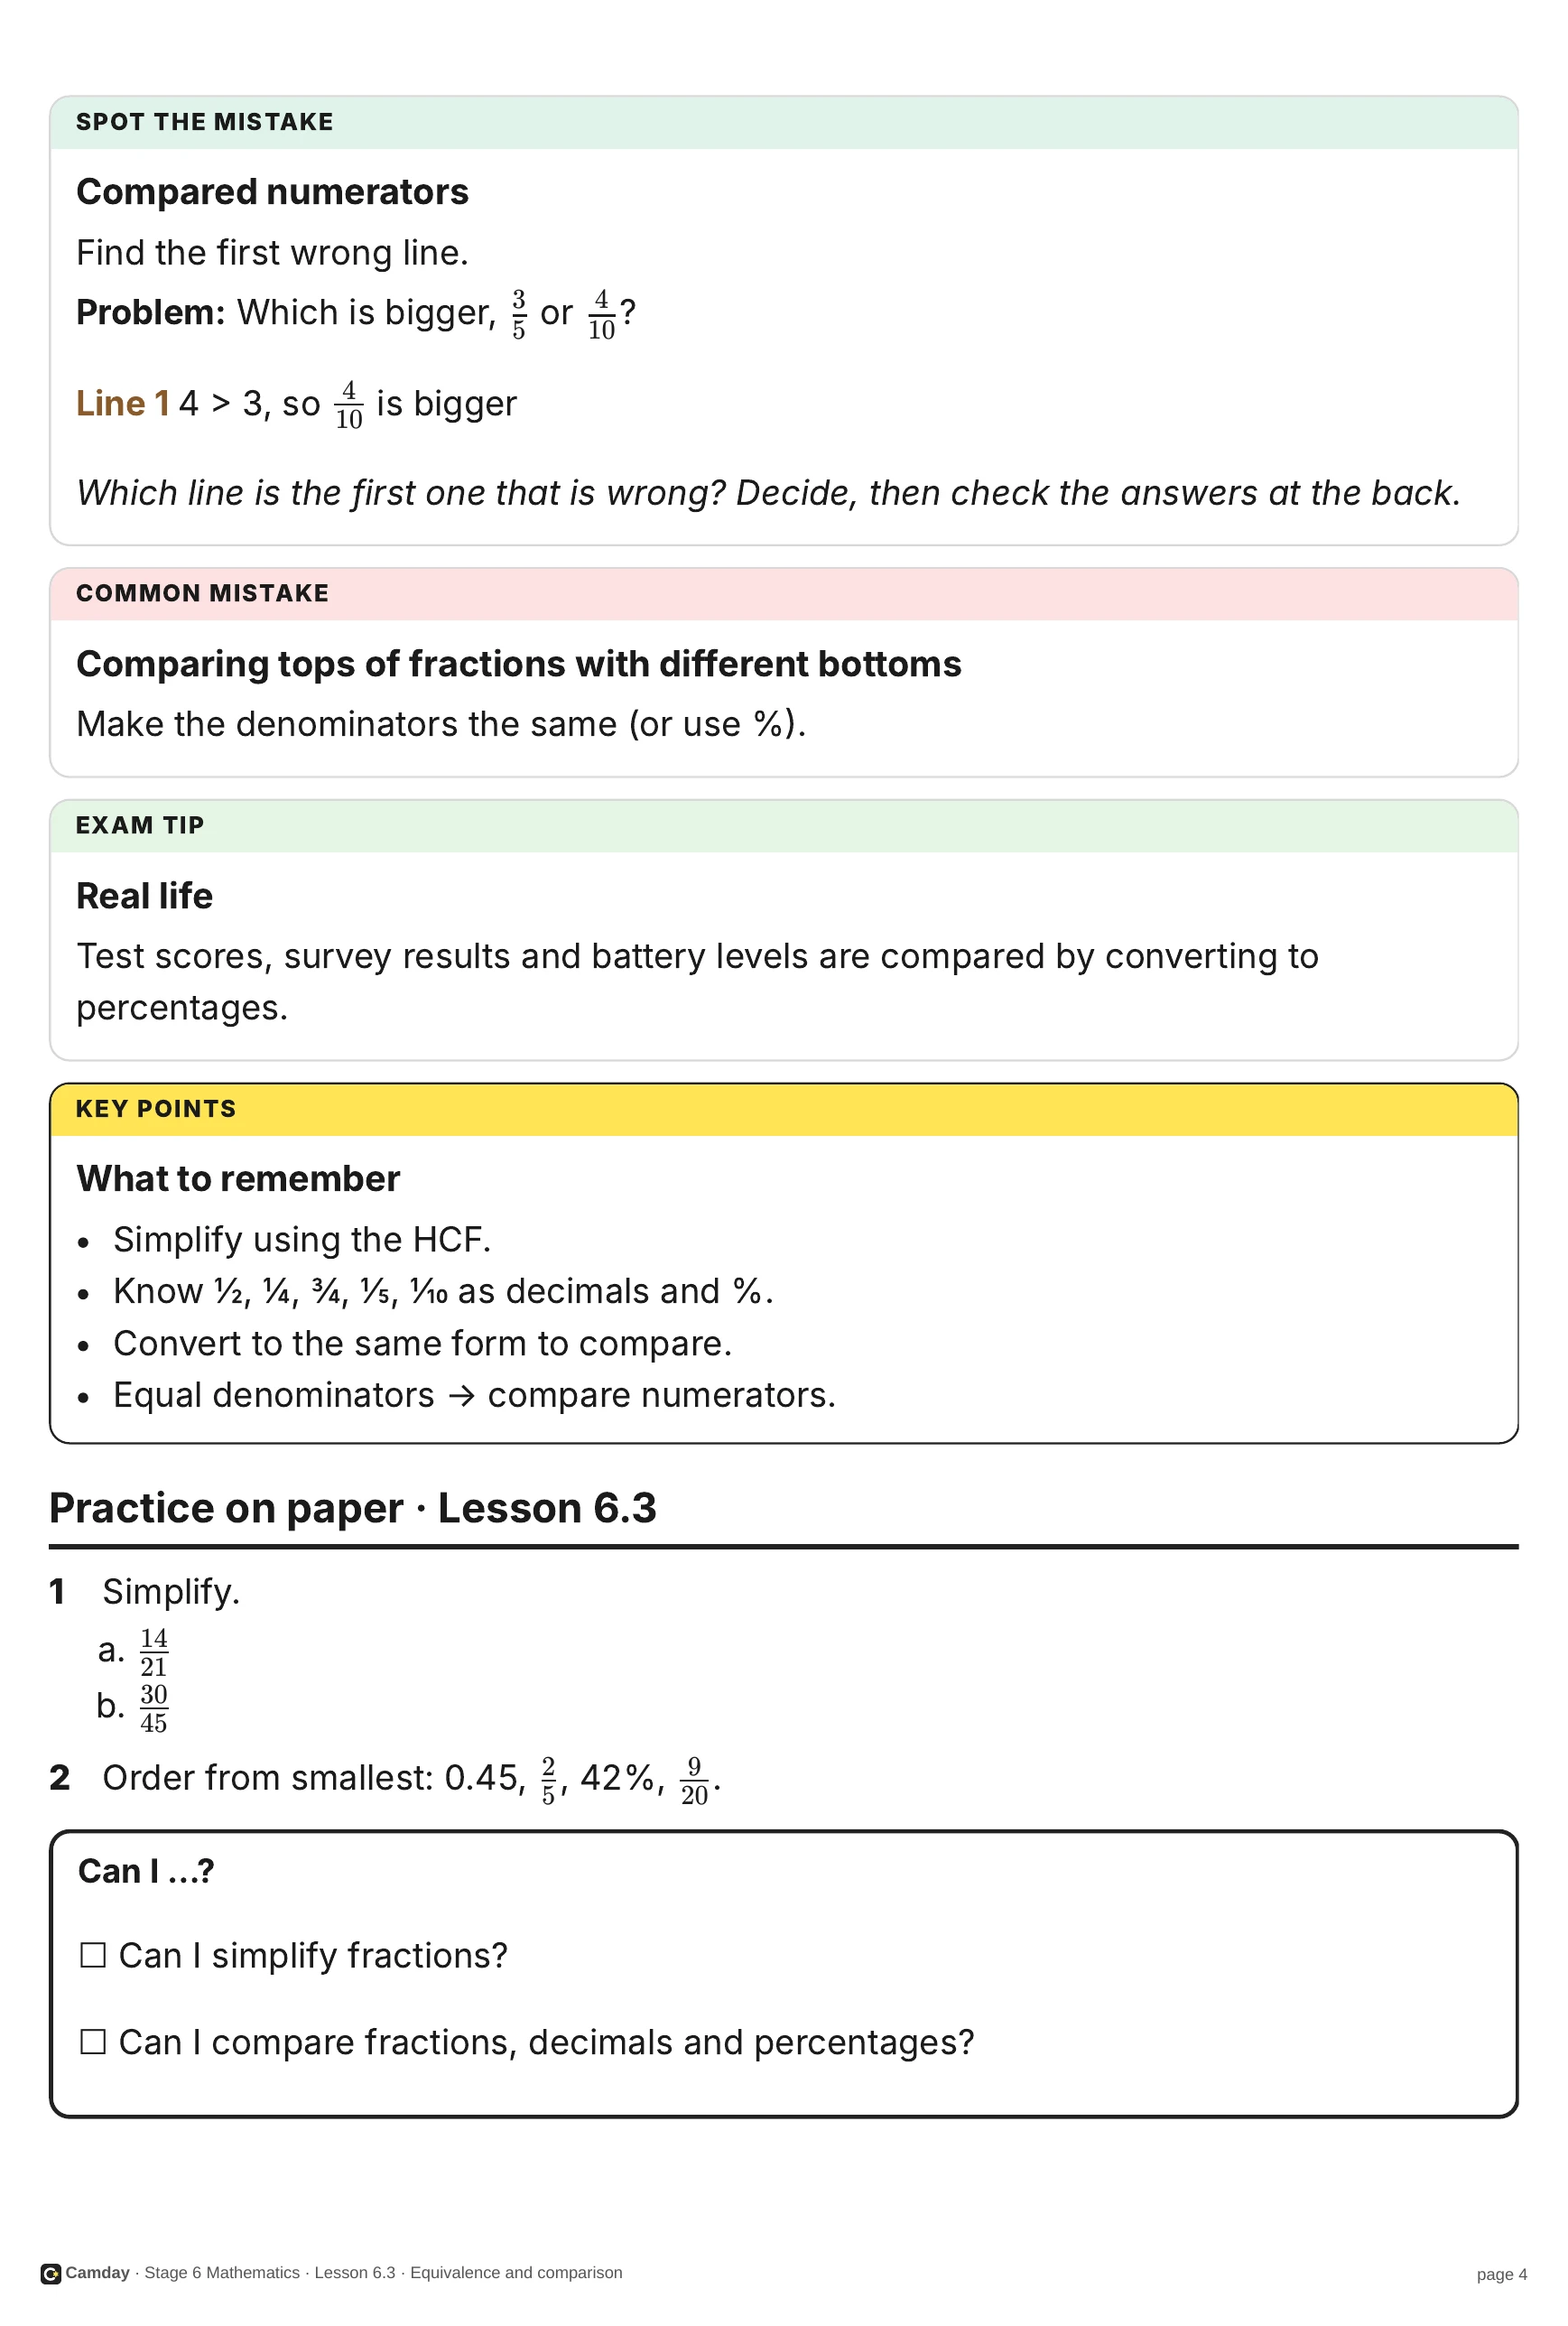 SPOT THE MISTAKE
Compared numerators
Find the first wrong line.
Problem: Which is bigger, 3/5 or 4/10?
Line 1 4 > 3, so 4/10 is bigger
Which line is the first one that is wrong? Decide, then check the answers at the back.
COMMON MISTAKE
Comparing tops of fractions with different bottoms
Make the denominators the same (or use %).
EXAM TIP
Real life
Test scores, survey results and battery levels are compared by converting to
percentages.
KEY POINTS
What to remember
• Simplify using the HCF.
• Know ½, ¼, ¾, ⅕, ⅒ as decimals and %.
• Convert to the same form to compare.
• Equal denominators → compare numerators.
Practice on paper · Lesson 6.3
1 Simplify.
a. 14/21
b. 30/45
2 Order from smallest: 0.45, 2/5, 42%, 9/20.
Can I …?
☐ Can I simplify fractions?
☐ Can I compare fractions, decimals and percentages?
Camday · Stage 6 Mathematics · Lesson 6.3 · Equivalence and comparison
page 4